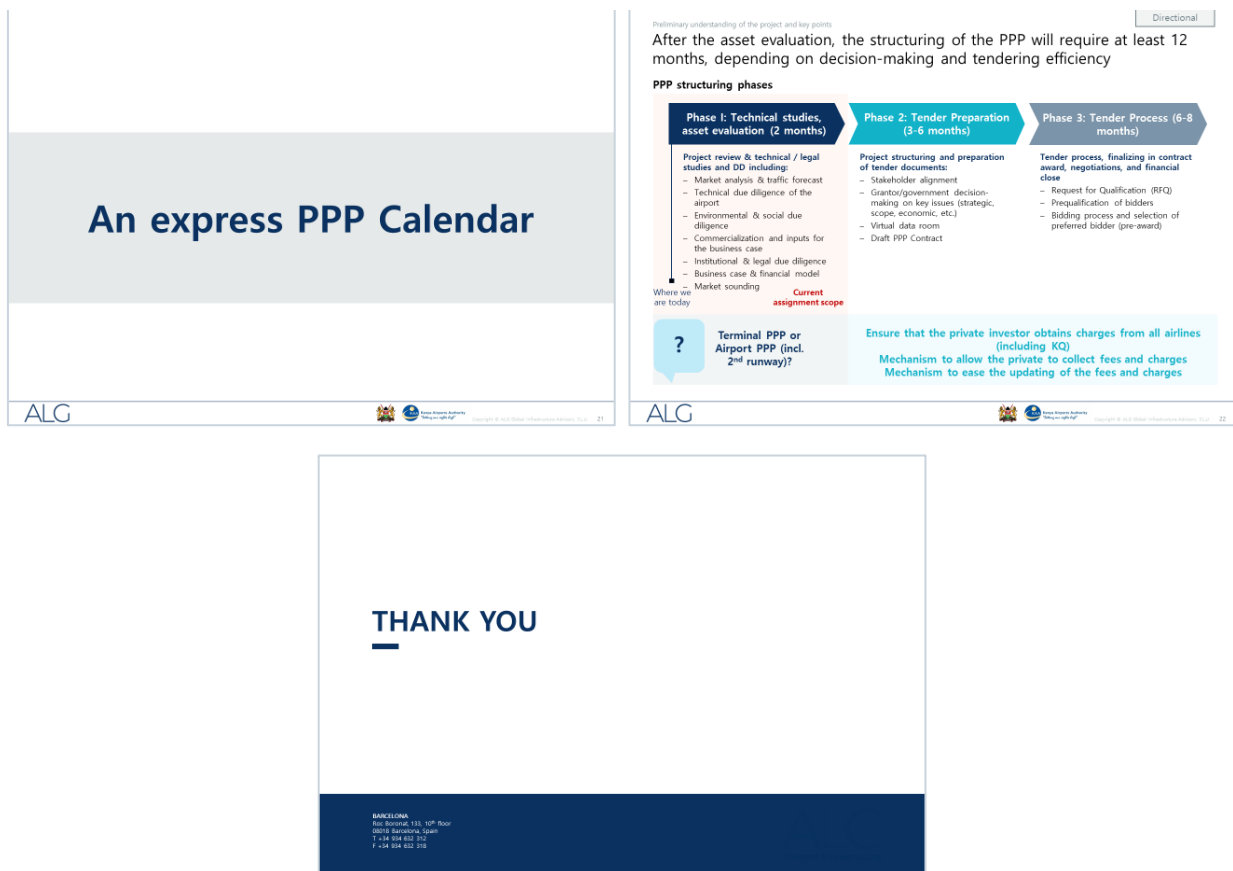 An express PPP Calendar
ALG
Kenya Airports Authority
21
Directional
Preliminary understanding of the project and key points
After the asset evaluation, the structuring of the PPP will require at least 12
months, depending on decision-making and tendering efficiency
PPP structuring phases
Phase I: Technical studies,
asset evaluation (2 months)
Project review & technical / legal
studies and DD including:
– Market analysis & traffic forecast
– Technical due diligence of the
airport
– Environmental & social due
diligence
– Commercialization and inputs for
the business case
– Institutional & legal due diligence
– Business case & financial model
– Market sounding
Where we
are today
Current
assignment scope
Phase 2: Tender Preparation
(3-6 months)
Project structuring and preparation
of tender documents:
– Stakeholder alignment
– Grantor/government decision-
making on key issues (strategic,
scope, economic, etc.)
– Virtual data room
– Draft PPP Contract
Phase 3: Tender Process (6-8
months)
Tender process, finalizing in contract
award, negotiations, and financial
close
– Request for Qualification (RFQ)
– Prequalification of bidders
– Bidding process and selection of
preferred bidder (pre-award)
?
Terminal PPP or
Airport PPP (incl.
2nd runway)?
Ensure that the private investor obtains charges from all airlines
(including KQ)
Mechanism to allow the private to collect fees and charges
Mechanism to ease the updating of the fees and charges
ALG
Kenya Airports Authority
22
THANK YOU
BARCELONA
Roc Boronat, 133, 10th floor
08018 Barcelona, Spain
T +34 934 632 312
F +34 934 632 318